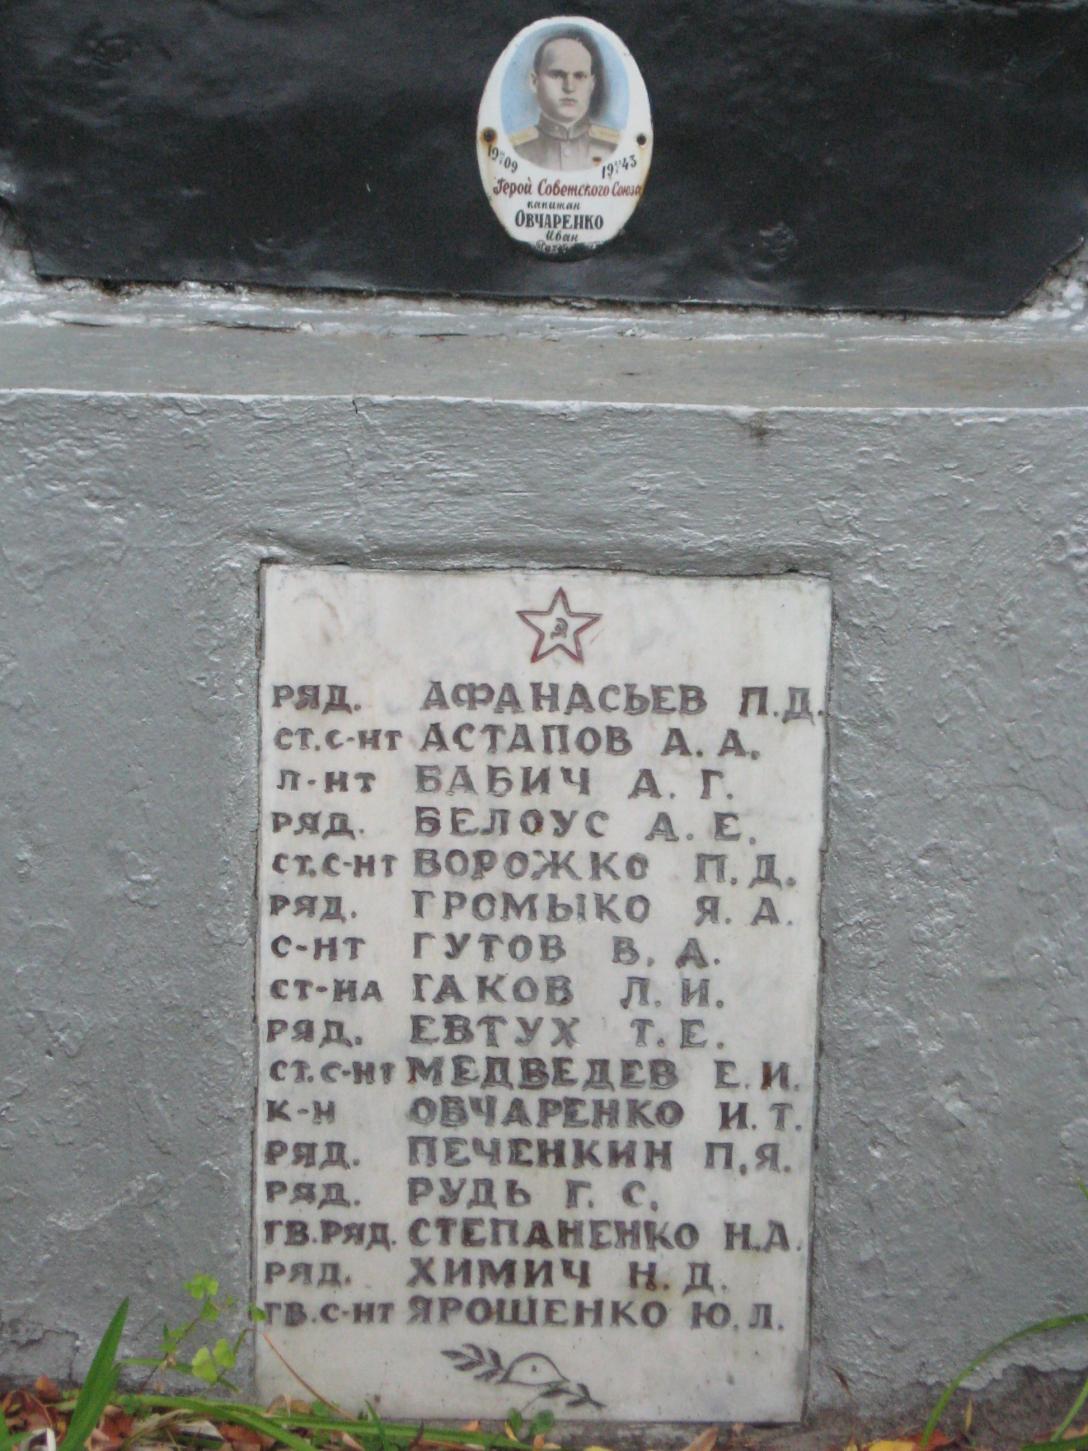 1909 1943
Герой Советского Союза
капитан
ОВЧАРЕНКО
Иван
РЯД. АФАНАСЬЕВ П.Д.
СТ.С-НТ АСТАПОВ А.А.
Л-НТ БАБИЧ А.Г.
РЯД. БЕЛОУС А.Е.
СТ.С-НТ ВОРОЖКО П.Д.
РЯД. ГРОМЫКО Я.А.
С-НТ ГУТОВ В.А.
СТ-НА ГАКОВ Л.И.
РЯД. ЕВТУХ Т.Е.
СТ.С-НТ МЕДВЕДЕВ Е.И.
К-Н ОВЧАРЕНКО И.Т.
РЯД. ПЕЧЕНКИН П.Я.
РЯД. РУДЬ Г.С.
ГВ.РЯД. СТЕПАНЕНКО Н.А.
РЯД. ХИМИЧ Н.Д.
ГВ.С-НТ ЯРОШЕНКО Ю.Л.